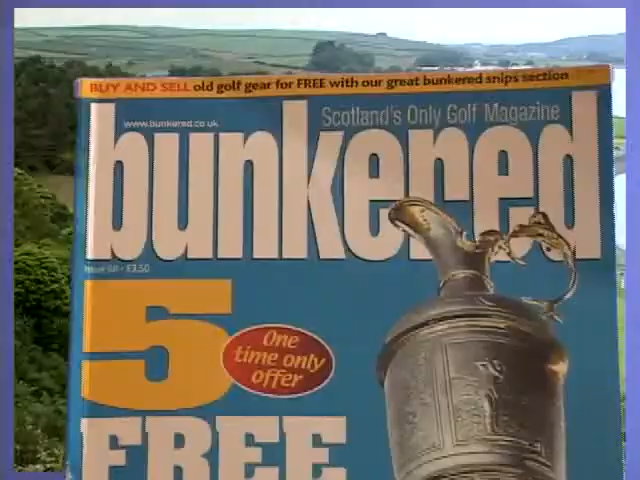 BUY AND SELL old golf gear for FREE with our great bunkered snips section
www.bunkered.co.uk
Scotland's Only Golf Magazine
bunkered
£3.50
5
One
time only
offer
FREE